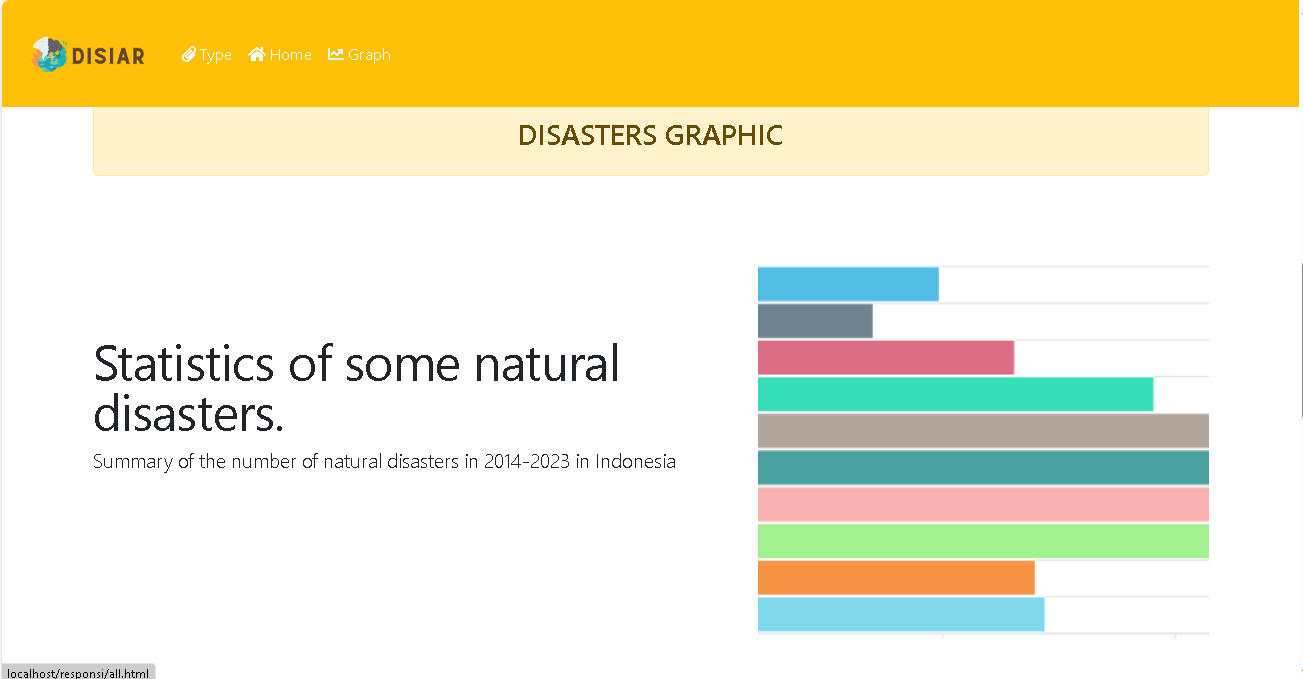 DISIAR
Type Home Graph
DISASTERS GRAPHIC
Statistics of some natural
disasters.
Summary of the number of natural disasters in 2014-2023 in Indonesia
localhost/responsi/all.html